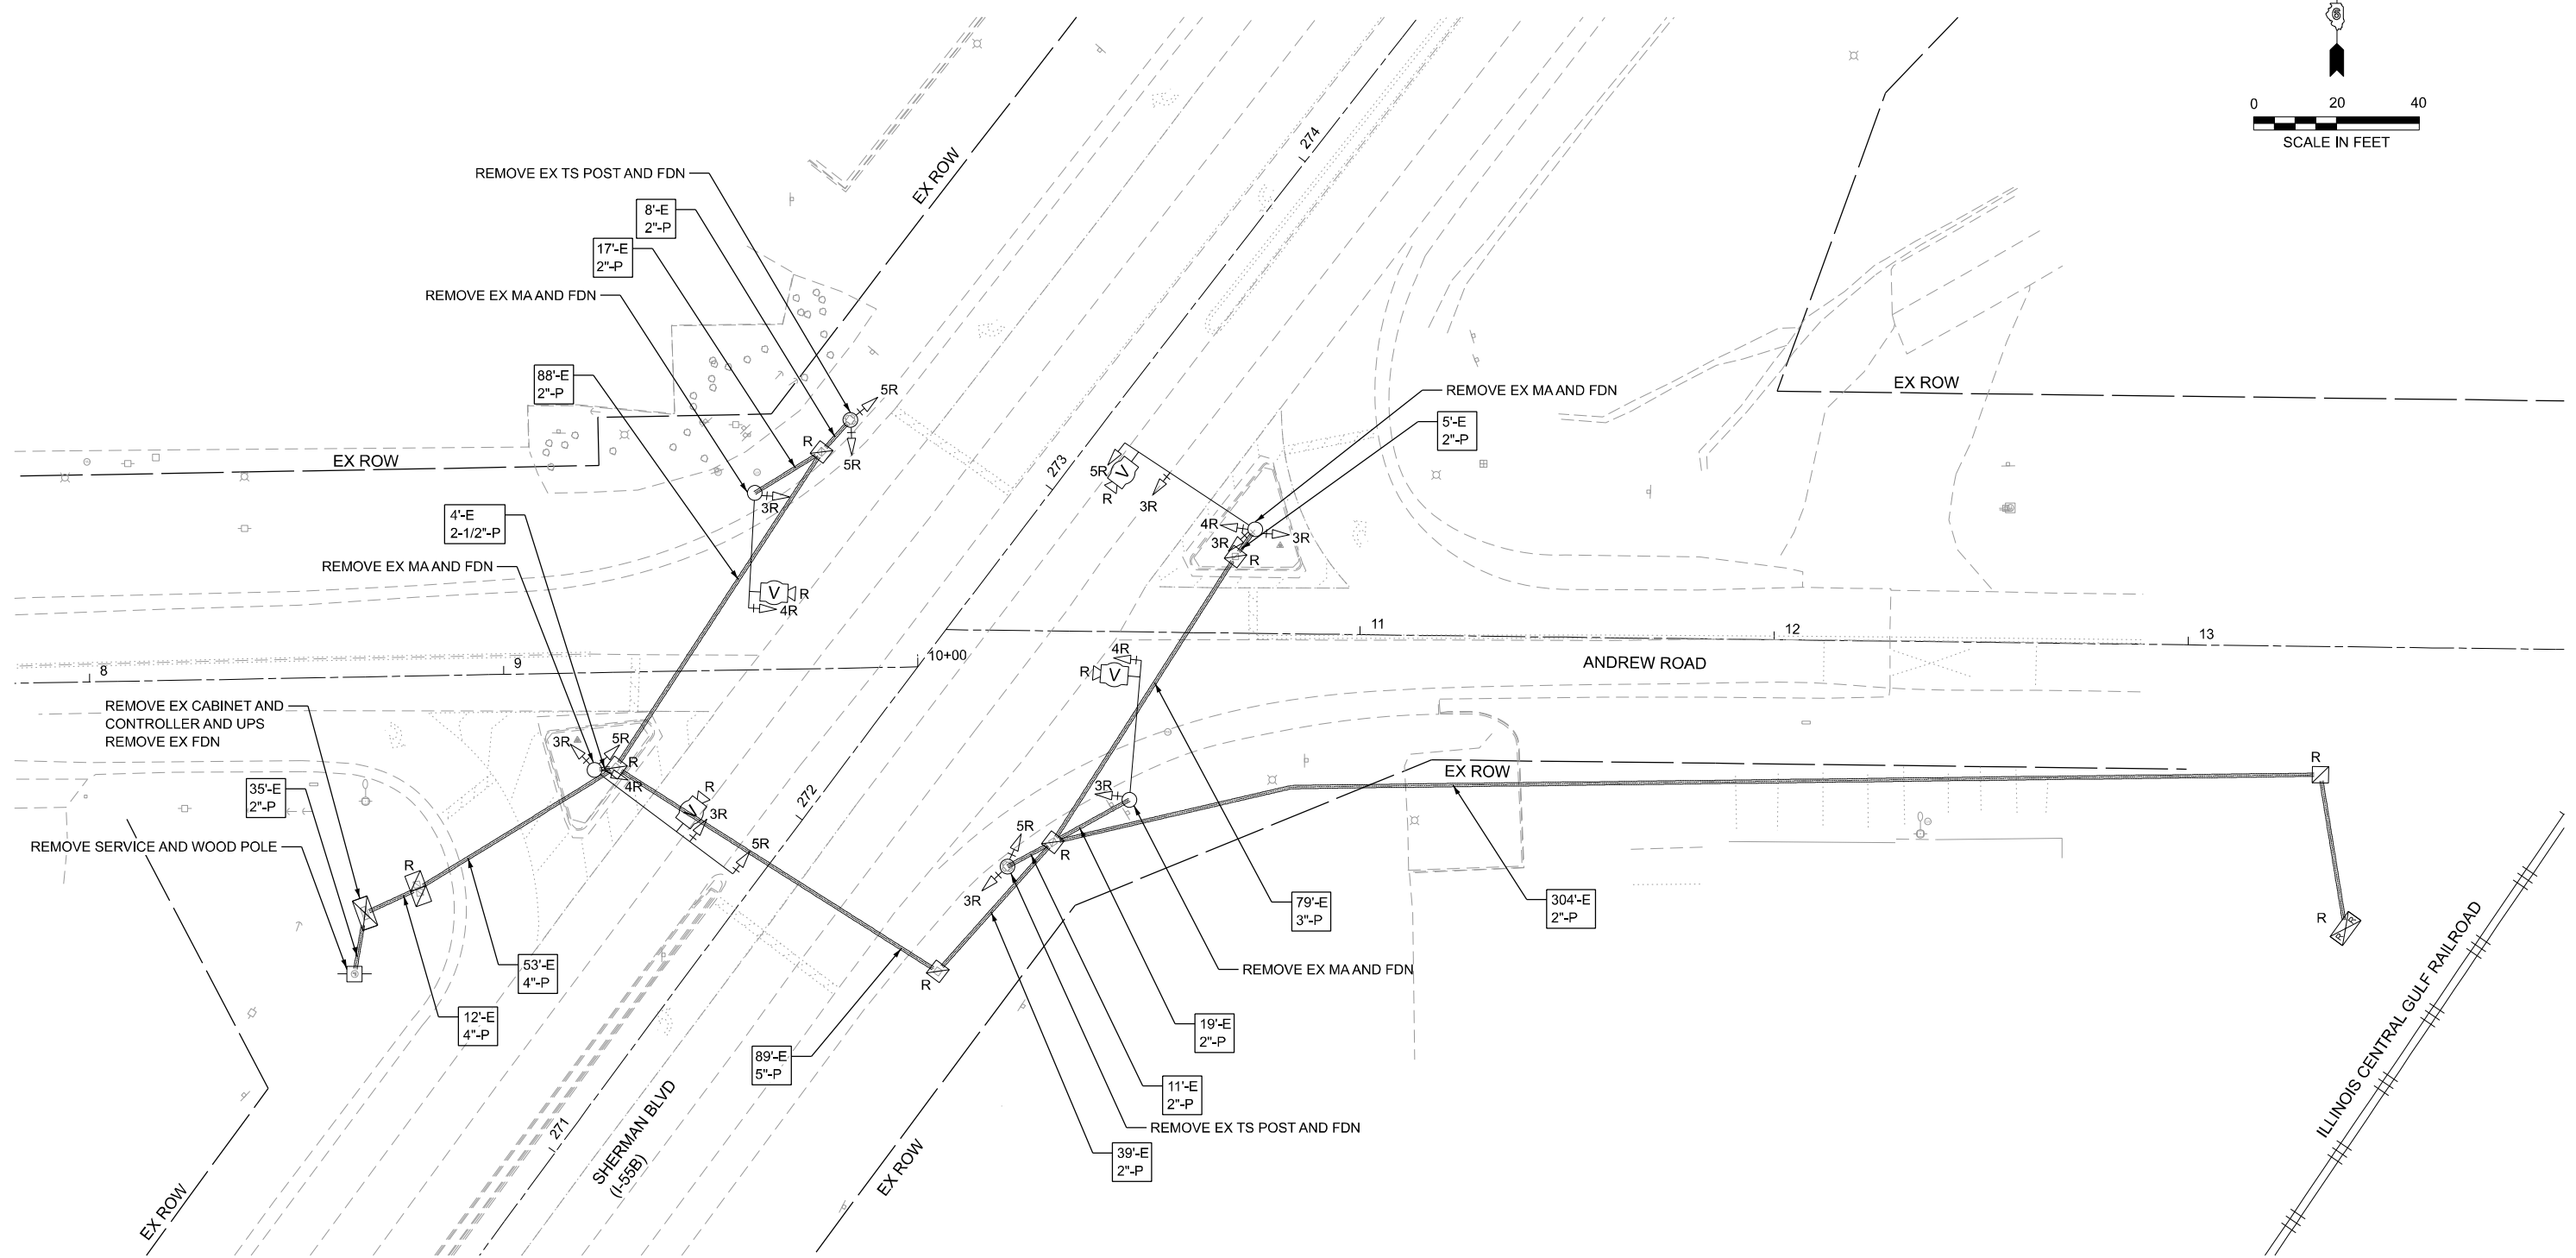 6
0 20 40
SCALE IN FEET
274
EX ROW
REMOVE EX TS POST AND FDN
8'-E
2"-P
17'-E
2"-P
REMOVE EX MA AND FDN
88'-E
2"-P
5R
R
5R
3R
R
4R
EX ROW
4'-E
2-1/2"-P
REMOVE EX MA AND FDN
273
5R
V
R
3R
4R
3R
3R
R
REMOVE EX MA AND FDN
5'-E
2"-P
EX ROW
V
8
9
10+00
11
12
13
ANDREW ROAD
4R
R
V
REMOVE EX CABINET AND
CONTROLLER AND UPS
REMOVE EX FDN
3R
5R
R
4R
R
V
3R
5R
272
35'-E
2"-P
REMOVE SERVICE AND WOOD POLE
R
53'-E
4"-P
12'-E
4"-P
3R
5R
R
3R
R
EX ROW
R
R
R
R
79'-E
3"-P
304'-E
2"-P
REMOVE EX MA AND FDN
19'-E
2"-P
89'-E
5"-P
11'-E
2"-P
REMOVE EX TS POST AND FDN
39'-E
2"-P
271
SHERMAN BLVD
(I-55B)
EX ROW
EX ROW
ILLINOIS CENTRAL GULF RAILROAD